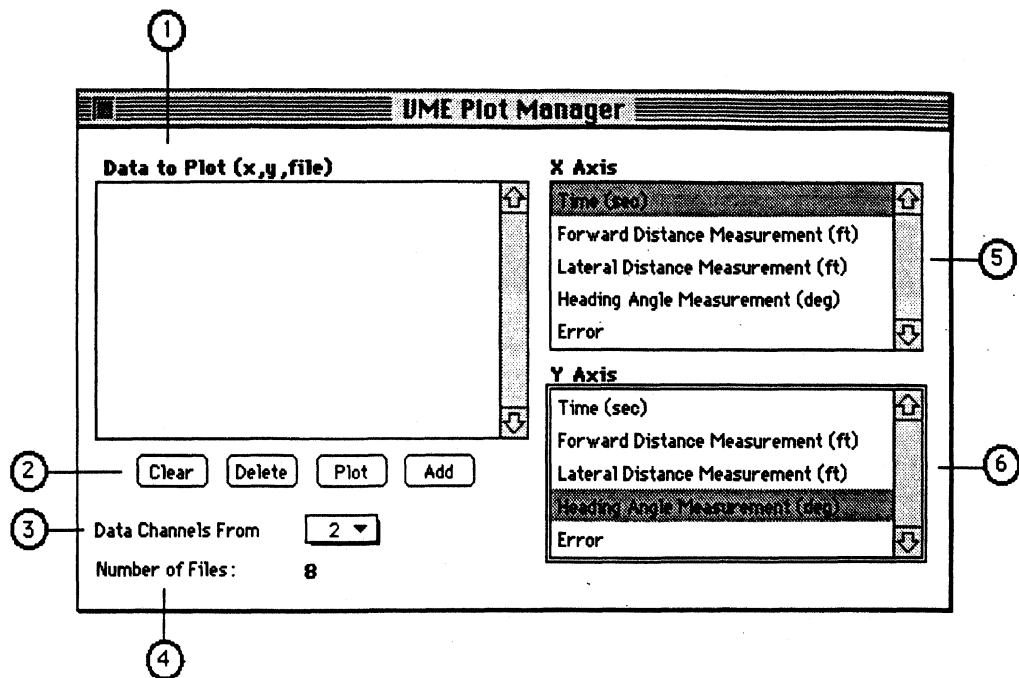 1
VME Plot Manager
Data to Plot (x,y,file)
X Axis
Time (sec)
Forward Distance Measurement (ft)
Lateral Distance Measurement (ft)
Heading Angle Measurement (deg)
Error
5
Y Axis
Time (sec)
Forward Distance Measurement (ft)
Lateral Distance Measurement (ft)
Heading Angle Measurement (deg)
Error
6
2
Clear Delete Plot Add
3
Data Channels From 2
Number of Files: 8
4